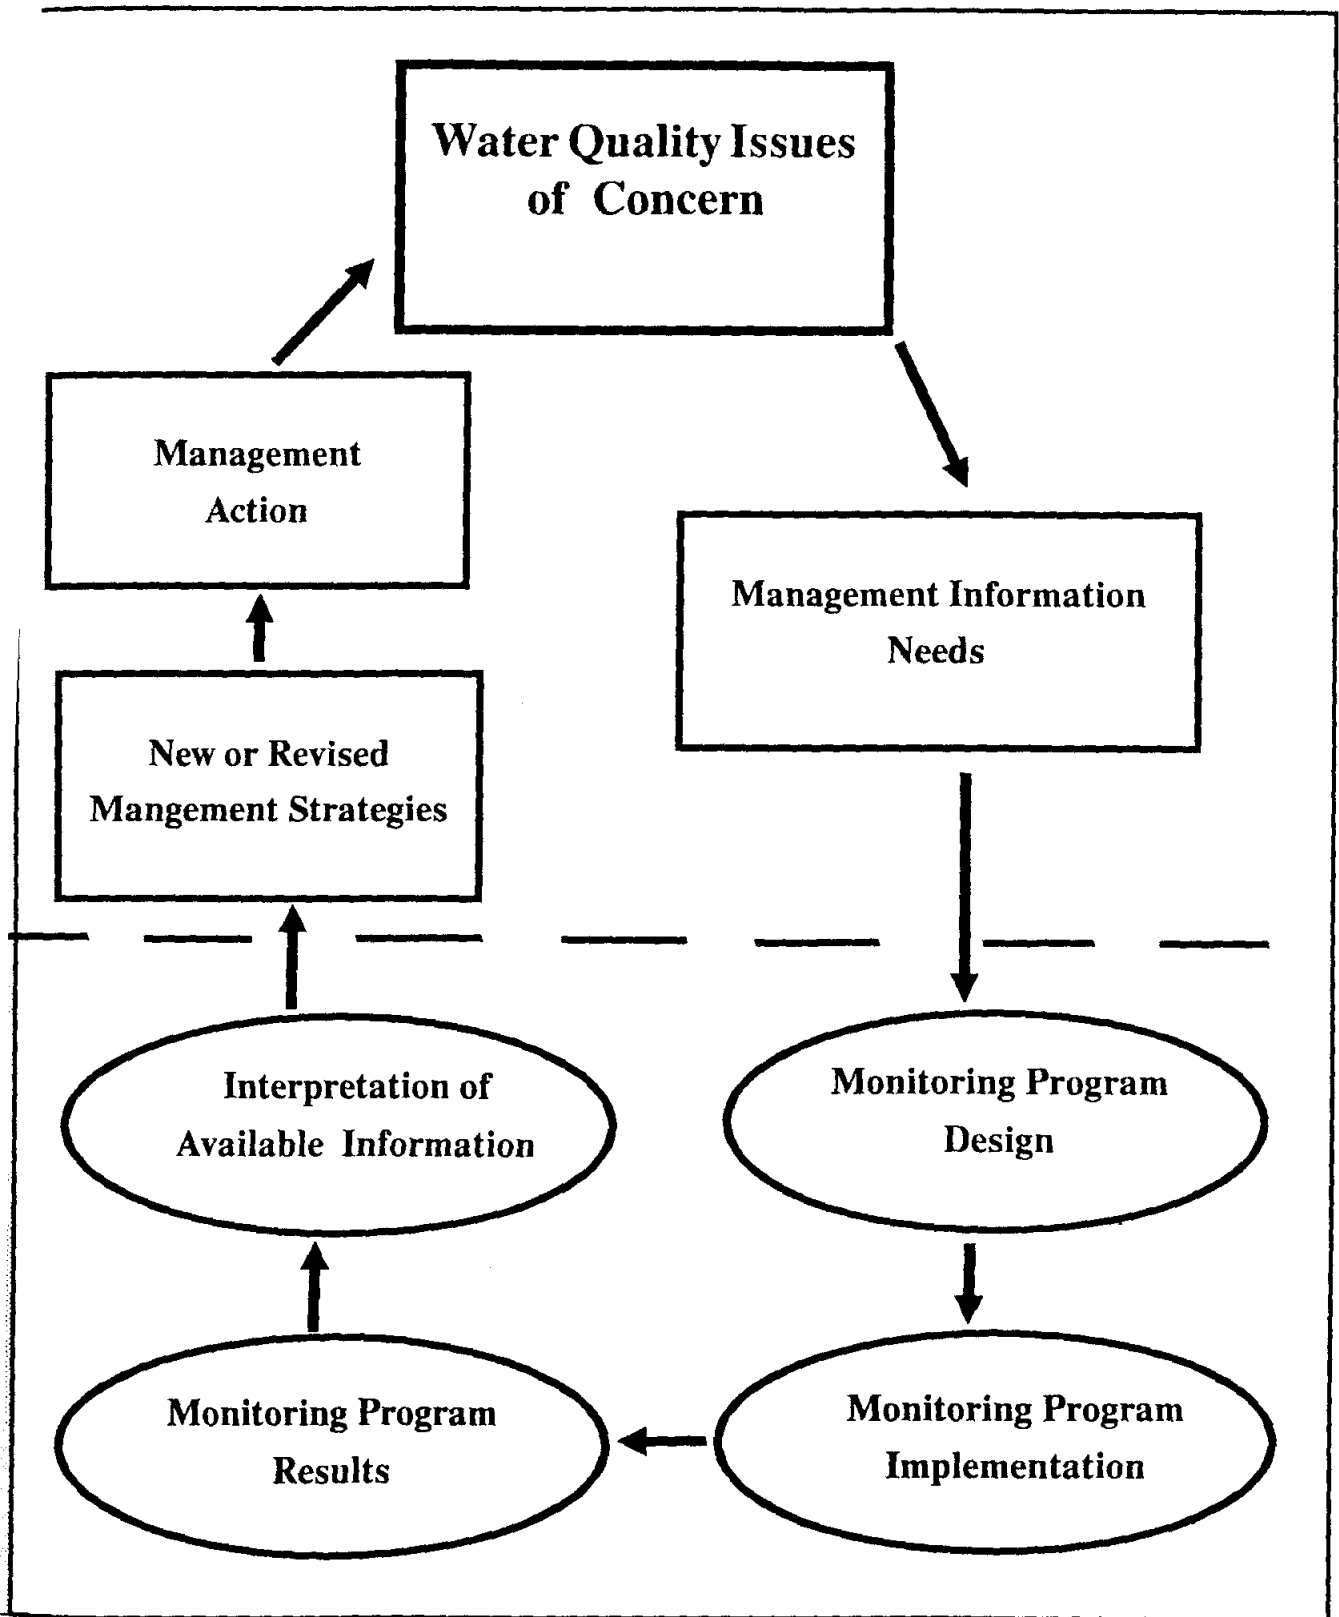 Water Quality Issues
of Concern
Management
Action
Management Information
Needs
New or Revised
Mangement Strategies
Interpretation of
Available Information
Monitoring Program
Design
Monitoring Program
Results
Monitoring Program
Implementation